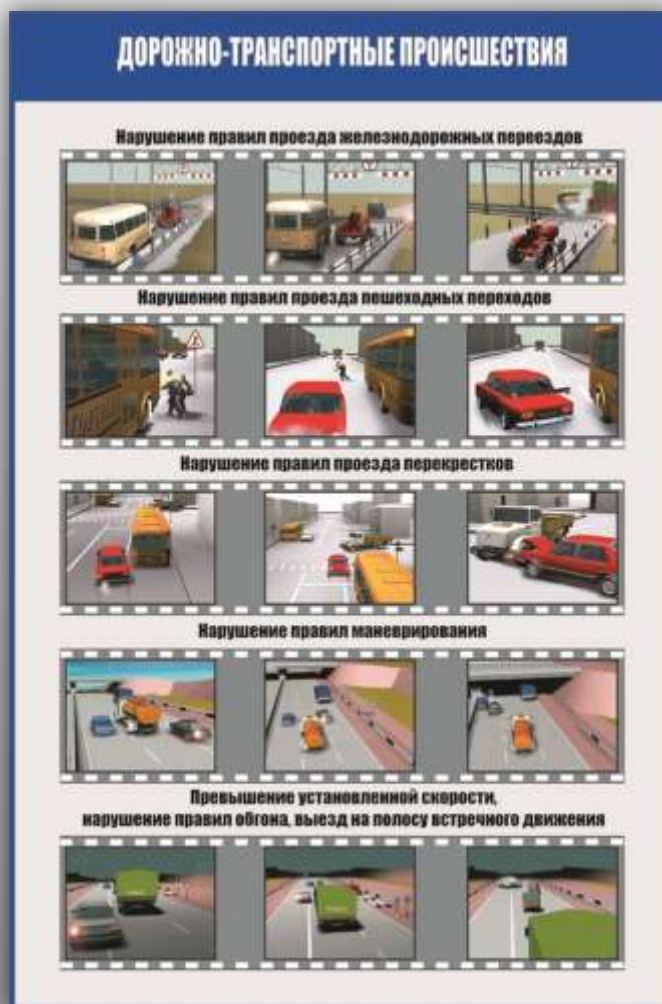 ДОРОЖНО-ТРАНСПОРТНЫЕ ПРОИСШЕСТВИЯ
Нарушение правил проезда железнодорожных переездов
Нарушение правил проезда пешеходных переходов
Нарушение правил проезда перекрестков
Нарушение правил маневрирования
Превышение установленной скорости,
нарушение правил обгона, выезд на полосу встречного движения